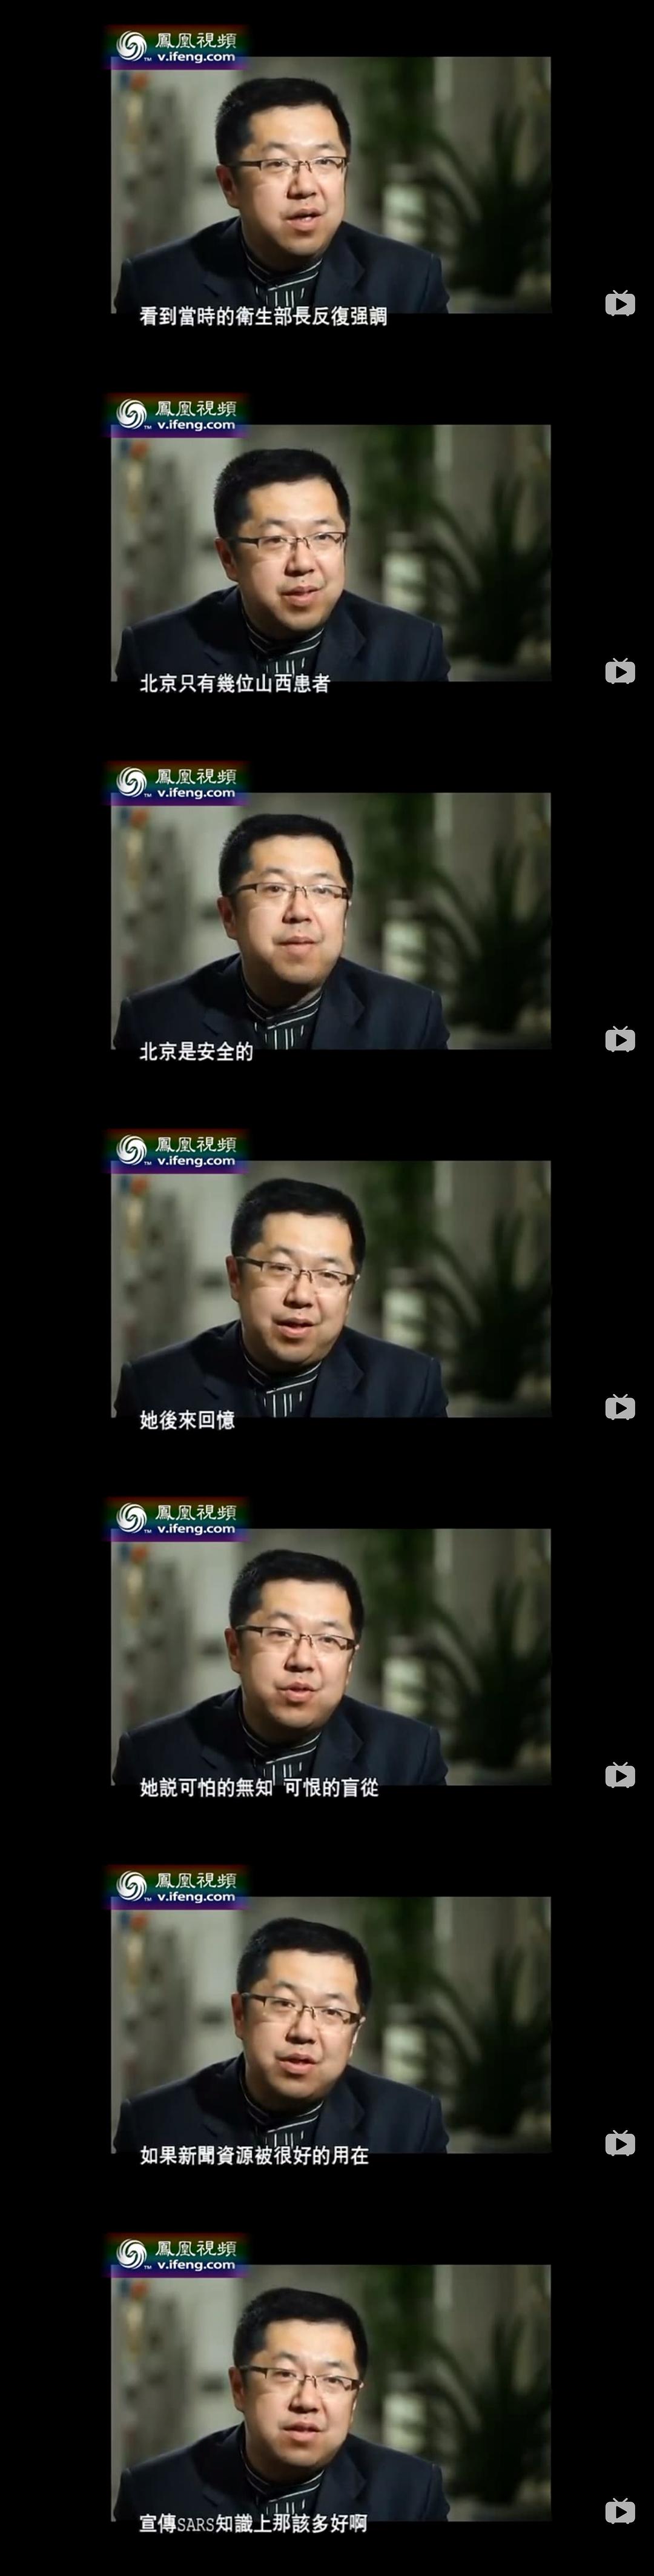 鳳凰視頻
v.ifeng.com
看到當時的衛生部長反復强調
鳳凰視頻
v.ifeng.com
北京只有幾位山西患者
鳳凰視頻
v.ifeng.com
北京是安全的
鳳凰視頻
v.ifeng.com
她後來回憶
鳳凰視頻
v.ifeng.com
她説可怕的無知 可恨的盲從
鳳凰視頻
v.ifeng.com
如果新聞資源被很好的用在
鳳凰視頻
v.ifeng.com
宣傳SARS知識上那該多好啊